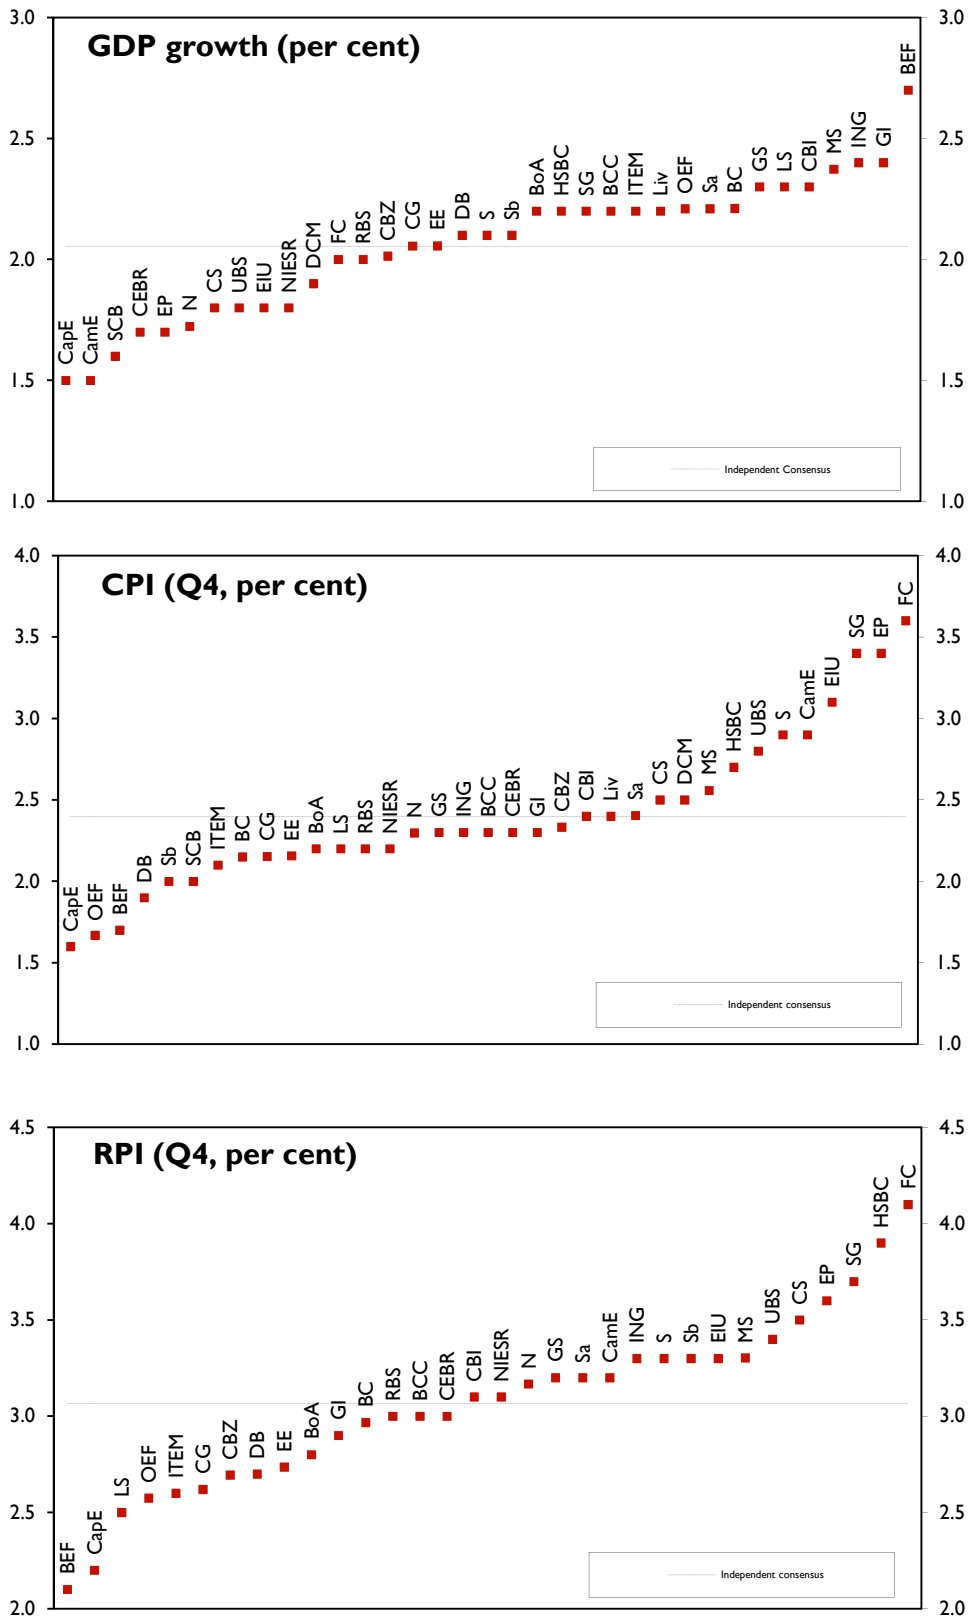 GDP growth (per cent)
3.0 3.0
2.5 2.5
2.0 2.0
1.5 1.5
1.0 1.0
CapE CamE SCB CEBR EP N CS UBS EIU NIESR DCM FC RBS CBZ CG EE DB S Sb BoA HSBC SG BCC ITEM Liv OEF Sa BC GS LS CBI MS ING GI BEF
Independent Consensus
CPI (Q4, per cent)
4.0 4.0
3.5 3.5
3.0 3.0
2.5 2.5
2.0 2.0
1.5 1.5
1.0 1.0
CapE OEF BEF DB Sb SCB ITEM BC CG EE BoA LS RBS NIESR N GS ING BCC CEBR GI CBZ CBI Liv Sa CS DCM MS HSBC UBS S CamE EIU SG EP FC
Independent consensus
RPI (Q4, per cent)
4.5 4.5
4.0 4.0
3.5 3.5
3.0 3.0
2.5 2.5
2.0 2.0
BEF CapE LS OEF ITEM CG CBZ DB EE BoA GI BC RBS BCC CEBR CBI NIESR N GS Sa CamE ING S Sb EIU MS UBS CS EP SG HSBC FC
Independent consensus